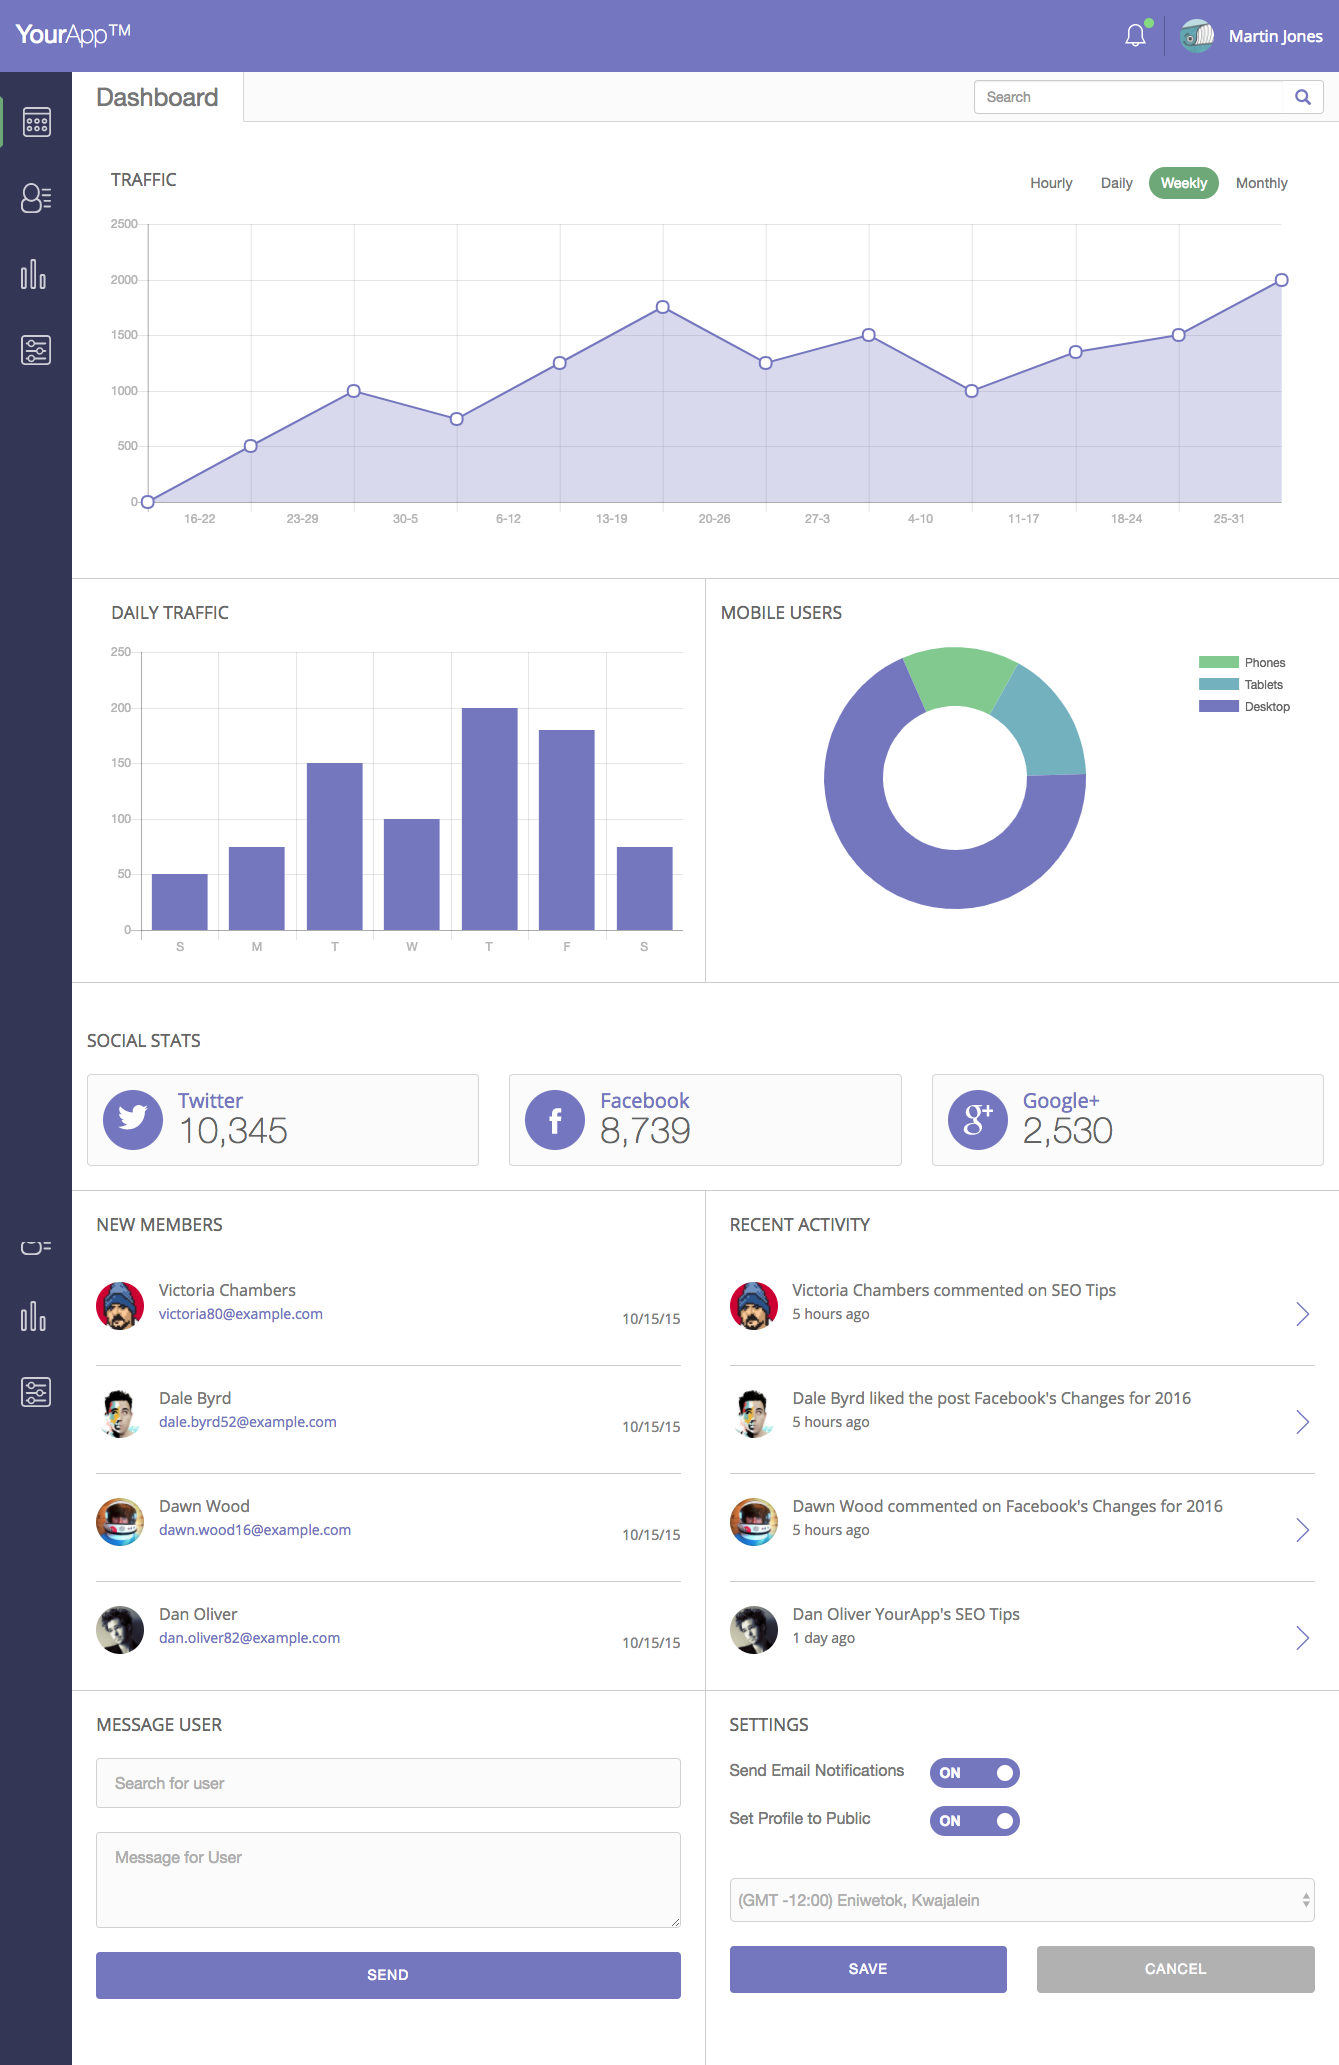 YourApp™
Martin Jones
Dashboard
Search
TRAFFIC
Hourly Daily Weekly Monthly
2500
2000
1500
1000
500
0
16-22 23-29 30-5 6-12 13-19 20-26 27-3 4-10 11-17 18-24 25-31
DAILY TRAFFIC
250
200
150
100
50
0
S M T W T F S
MOBILE USERS
Phones
Tablets
Desktop
SOCIAL STATS
Twitter
10,345
f
Facebook
8,739
g+
Google+
2,530
NEW MEMBERS
Victoria Chambers
victoria80@example.com
10/15/15
Dale Byrd
dale.byrd52@example.com
10/15/15
Dawn Wood
dawn.wood16@example.com
10/15/15
Dan Oliver
dan.oliver82@example.com
10/15/15
RECENT ACTIVITY
Victoria Chambers commented on SEO Tips
5 hours ago
Dale Byrd liked the post Facebook's Changes for 2016
5 hours ago
Dawn Wood commented on Facebook's Changes for 2016
5 hours ago
Dan Oliver YourApp's SEO Tips
1 day ago
MESSAGE USER
Search for user
Message for User
SEND
SETTINGS
Send Email Notifications ON
Set Profile to Public ON
(GMT -12:00) Eniwetok, Kwajalein
SAVE CANCEL